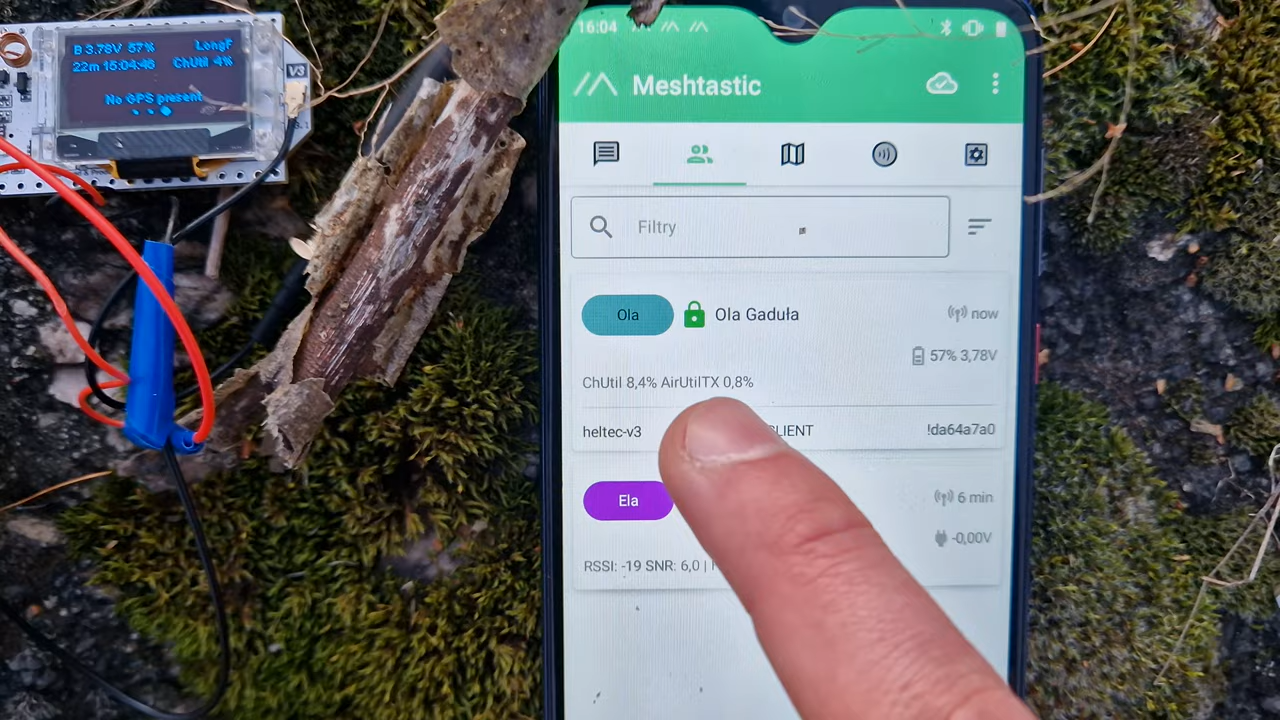 B 3.78V 57% LongF
22m 15:04:46 ChUtil 4%
No GPS present
V3
16:04
Meshtastic
Filtry
Ola Ola Gaduła now
57% 3,78V
ChUtil 8,4% AirUtilTX 0,8%
heltec-v3 CLIENT !da64a7a0
Ela 6 min
-0,00V
RSSI: -19 SNR: 6,0 |